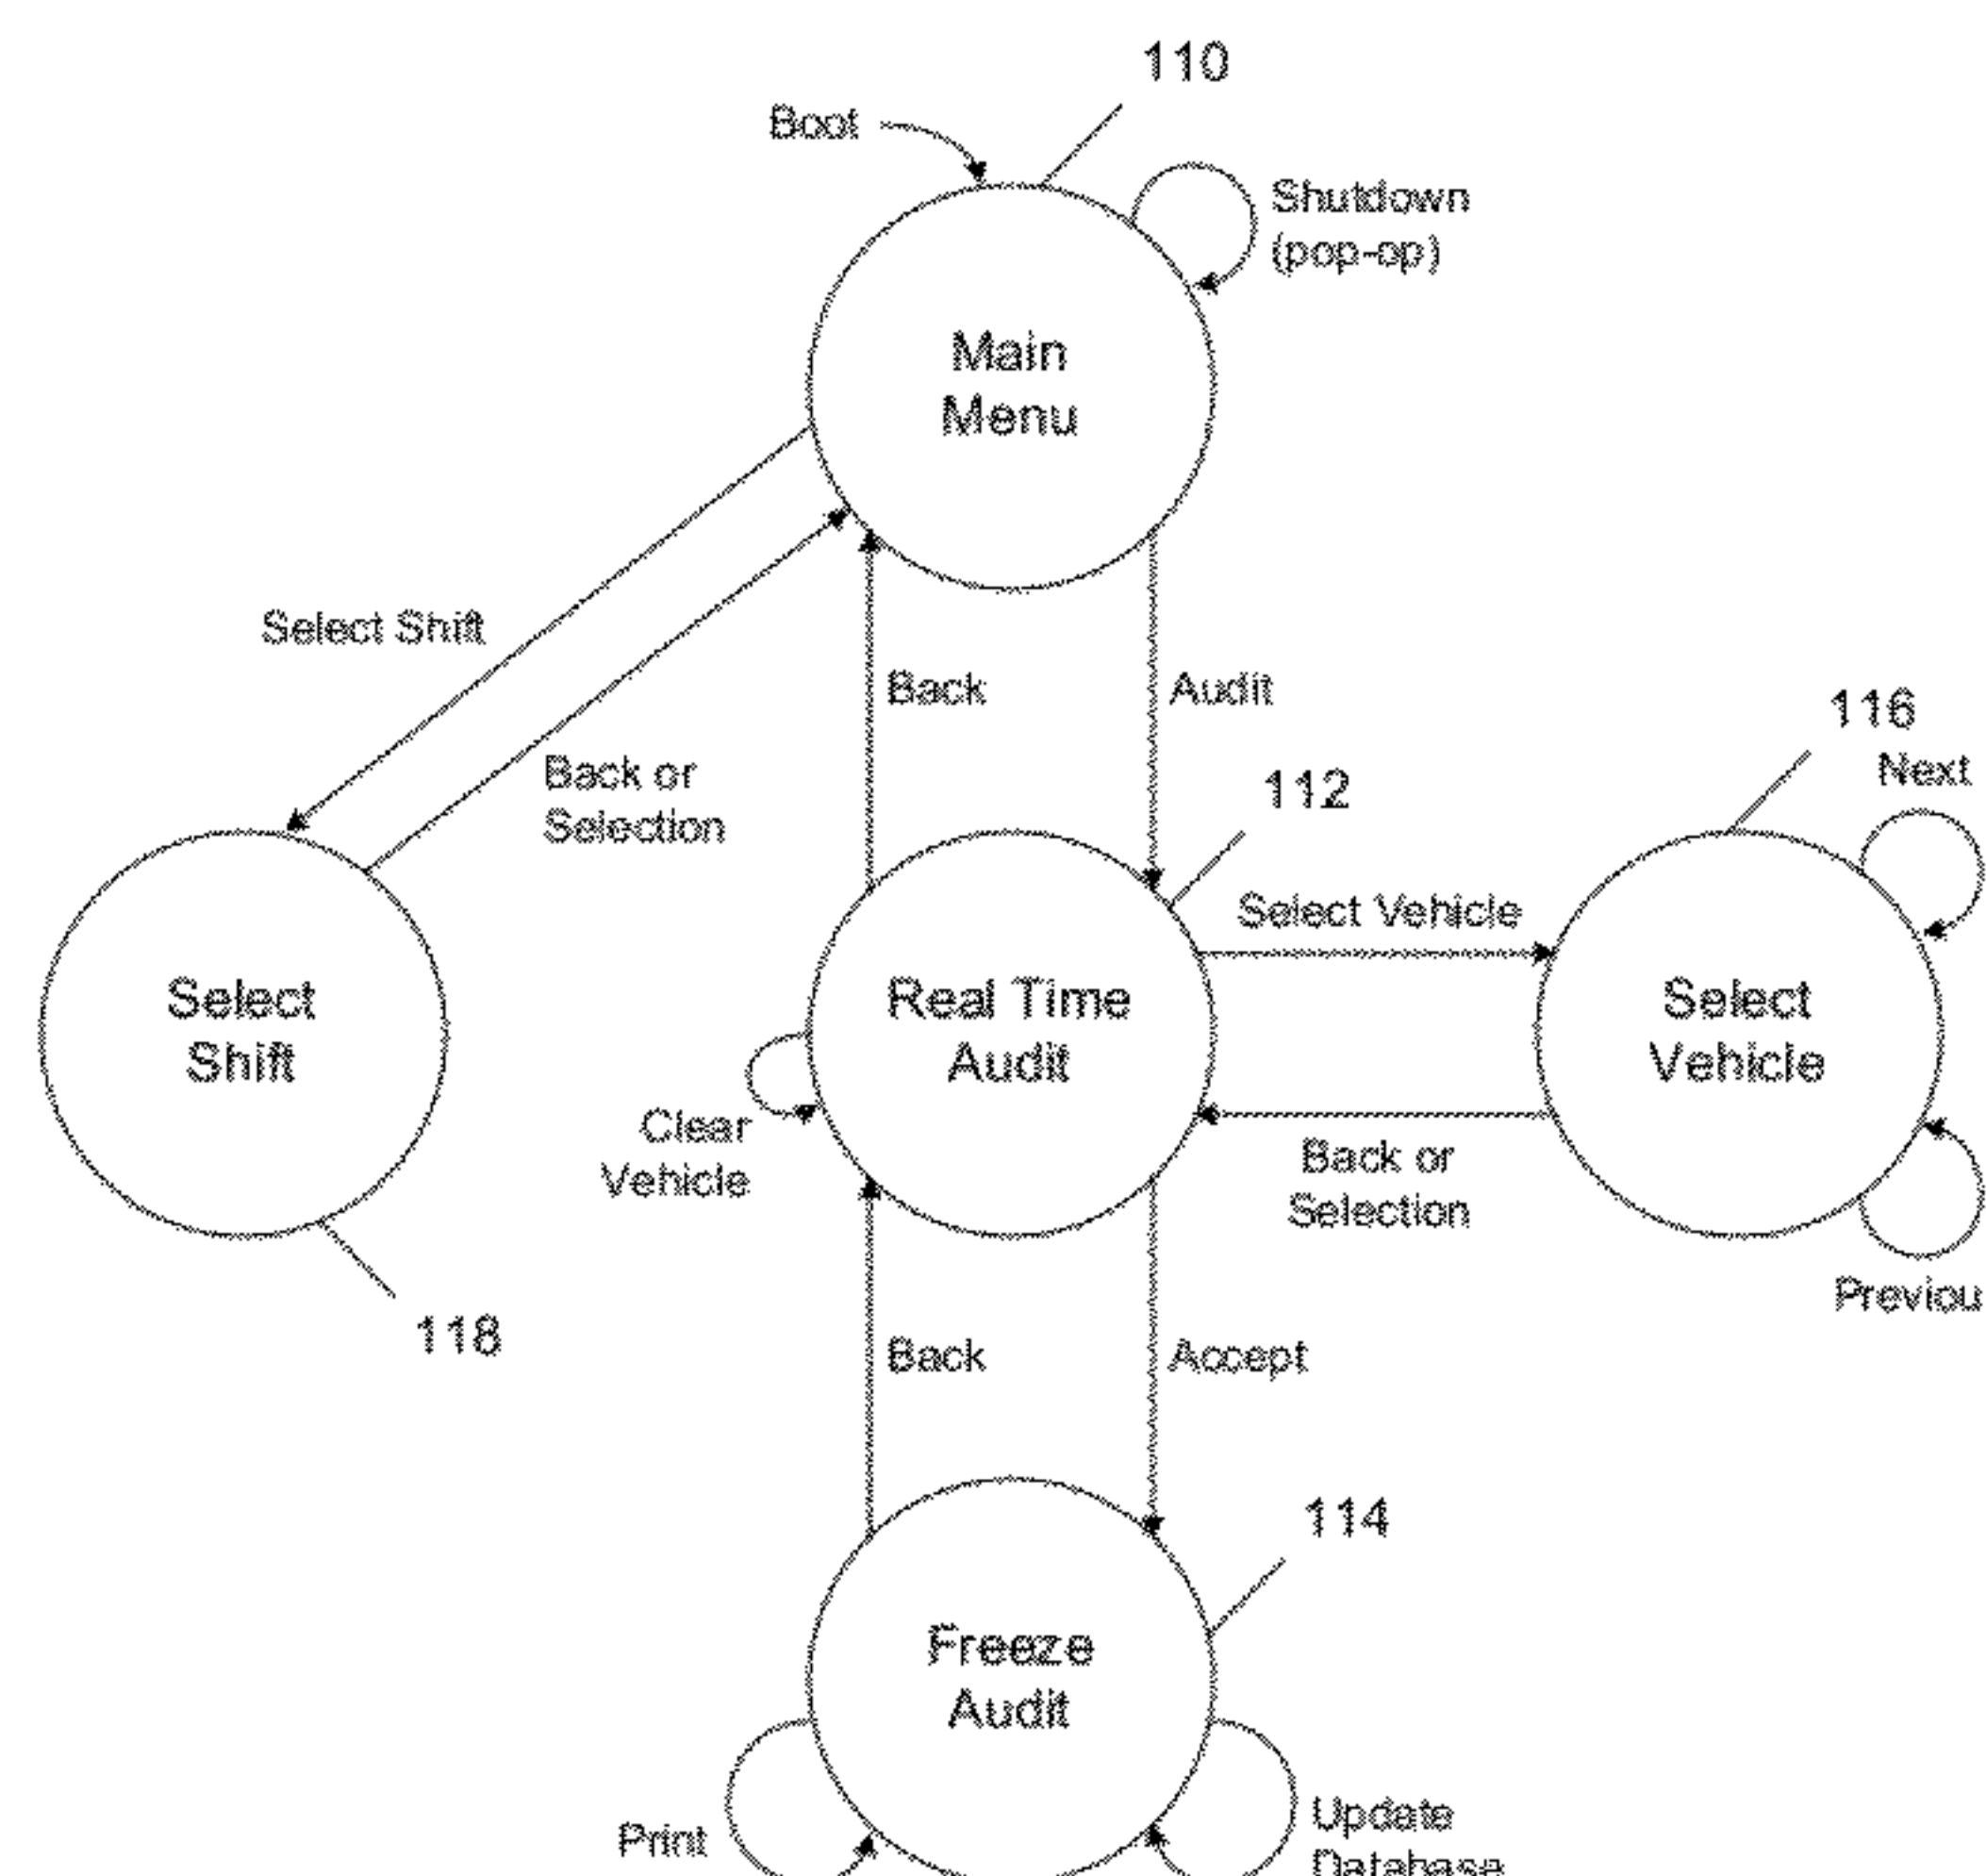 110
Boot
Shutdown
(pop-op)
Main
Menu
Select Shift
Back
Audit
116
Next
Back or
Selection
112
Select Vehicle
Select
Shift
Real Time
Audit
Select
Vehicle
Clear
Vehicle
Back or
Selection
Previou
118
Back
Accept
114
Freeze
Audit
Print
Update
Database